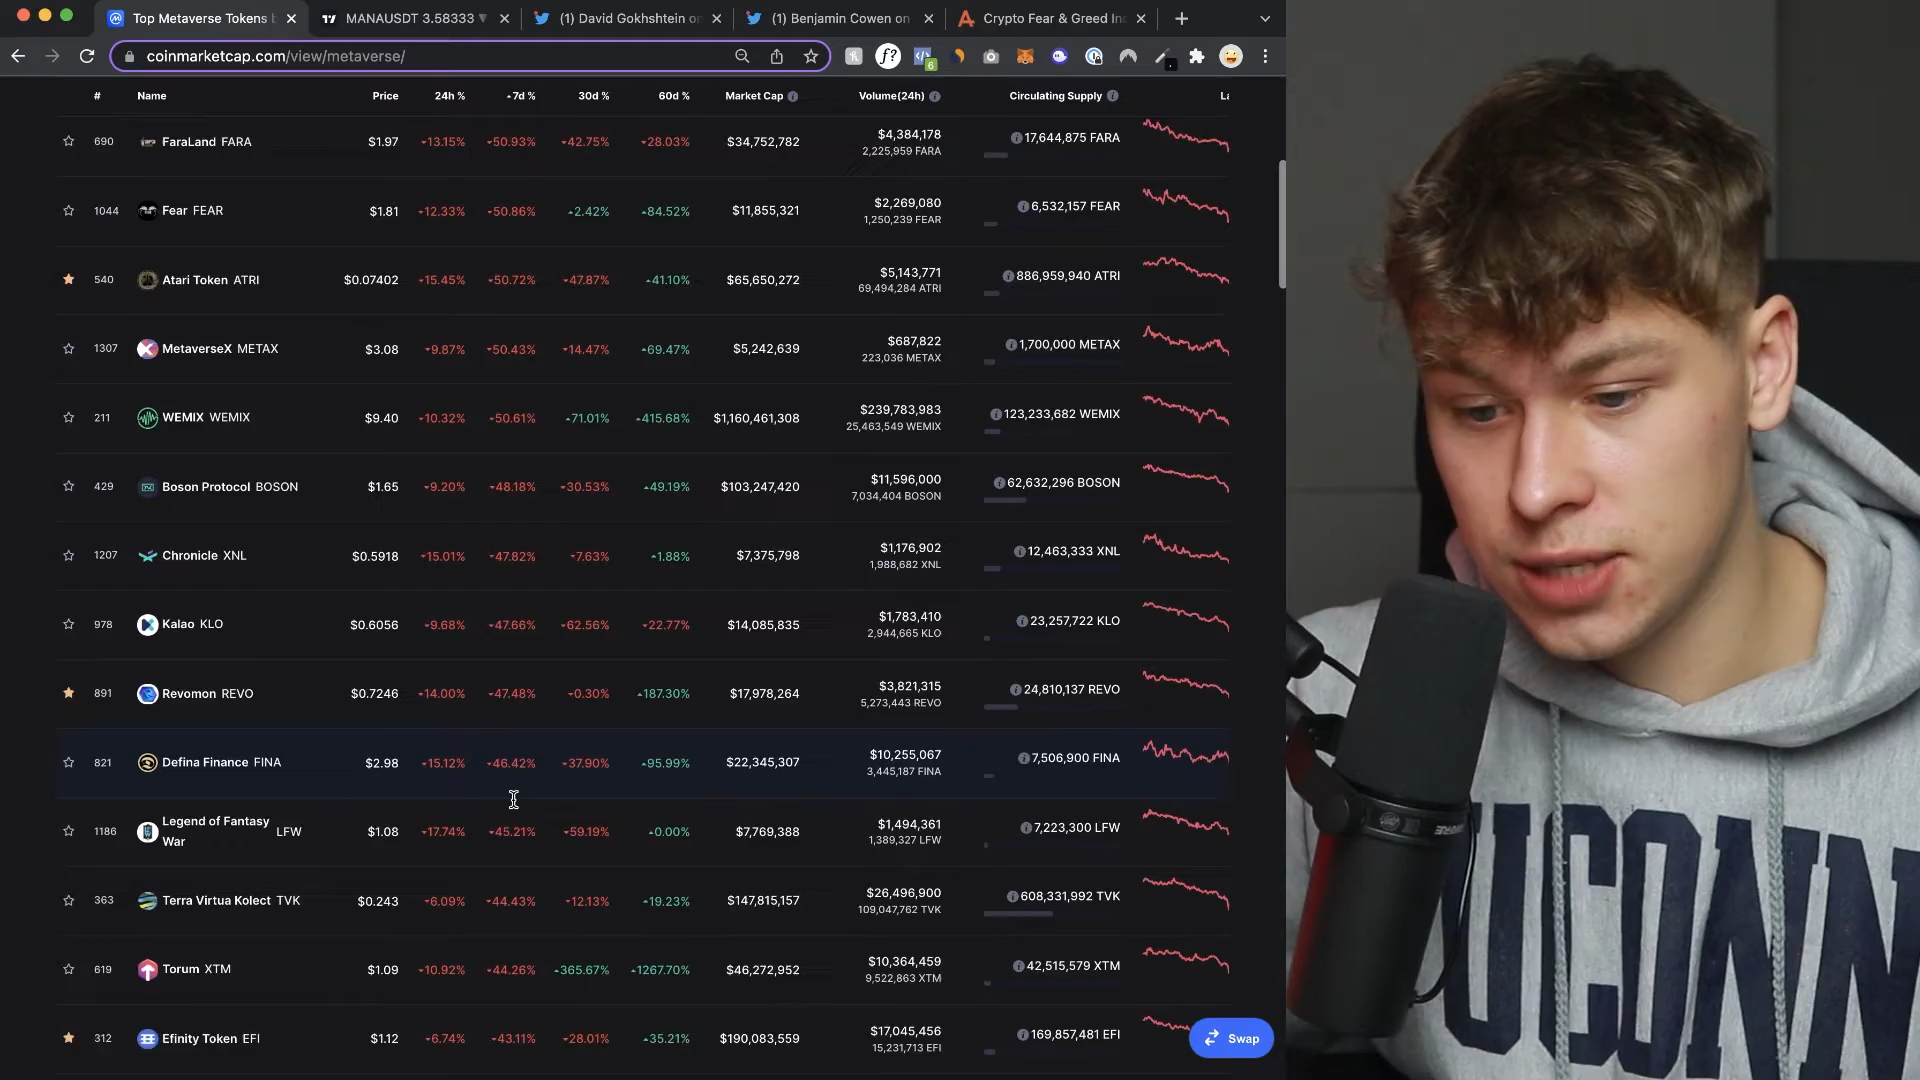 Top Metaverse Tokens b
MANAUSDT 3.58333
(1) David Gokhshtein on
(1) Benjamin Cowen on
Crypto Fear & Greed Ind
coinmarketcap.com/view/metaverse/
6
# Name Price 24h % 7d % 30d % 60d % Market Cap Volume(24h) Circulating Supply La
690 FaraLand FARA $1.97 13.15% 50.93% 42.75% 28.03% $34,752,782 $4,384,178 17,644,875 FARA
2,225,959 FARA
1044 Fear FEAR $1.81 12.33% 50.86% 2.42% 84.52% $11,855,321 $2,269,080 6,532,157 FEAR
1,250,239 FEAR
540 Atari Token ATRI $0.07402 15.45% 50.72% 47.87% 41.10% $65,650,272 $5,143,771 886,959,940 ATRI
69,494,284 ATRI
1307 MetaverseX METAX $3.08 9.87% 50.43% 14.47% 69.47% $5,242,639 $687,822 1,700,000 METAX
223,036 METAX
211 WEMIX WEMIX $9.40 10.32% 50.61% 71.01% 415.68% $1,160,461,308 $239,783,983 123,233,682 WEMIX
25,463,549 WEMIX
429 Boson Protocol BOSON $1.65 9.20% 48.18% 30.53% 49.19% $103,247,420 $11,596,000 62,632,296 BOSON
7,034,404 BOSON
1207 Chronicle XNL $0.5918 15.01% 47.82% 7.63% 1.88% $7,375,798 $1,176,902 12,463,333 XNL
1,988,682 XNL
978 Kalao KLO $0.6056 9.68% 47.66% 62.56% 22.77% $14,085,835 $1,783,410 23,257,722 KLO
2,944,665 KLO
891 Revomon REVO $0.7246 14.00% 47.48% 0.30% 187.30% $17,978,264 $3,821,315 24,810,137 REVO
5,273,443 REVO
821 Defina Finance FINA $2.98 15.12% 46.42% 37.90% 95.99% $22,345,307 $10,255,067 7,506,900 FINA
3,445,187 FINA
1186 Legend of Fantasy War LFW $1.08 17.74% 45.21% 59.19% 0.00% $7,769,388 $1,494,361 7,223,300 LFW
1,389,327 LFW
363 Terra Virtua Kolect TVK $0.243 6.09% 44.43% 12.13% 19.23% $147,815,157 $26,496,900 608,331,992 TVK
109,047,762 TVK
619 Torum XTM $1.09 10.92% 44.26% 365.67% 1267.70% $46,272,952 $10,364,459 42,515,579 XTM
9,522,863 XTM
312 Efinity Token EFI $1.12 6.74% 43.11% 28.01% 35.21% $190,083,559 $17,045,456 169,857,481 EFI
15,231,713 EFI
Swap
UCONN